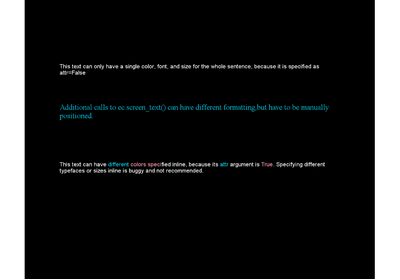 This text can only have a single color, font, and size for the whole sentence, because it is specified as
attr=False
Additional calls to ec.screen_text() can have different formatting,but have to be manually
positioned.
This text can have different colors specified inline, because its attr argument is True. Specifying different
typefaces or sizes inline is buggy and not recommended.